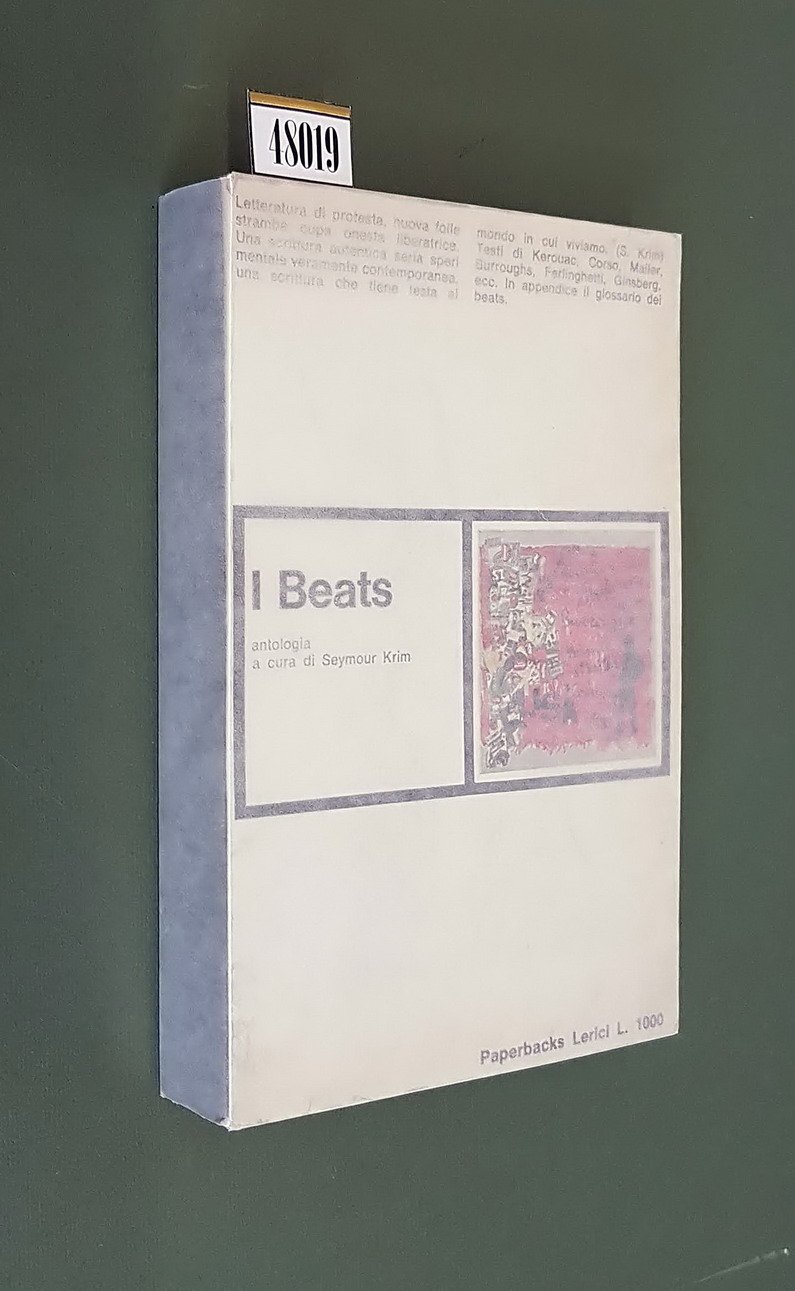 48019
Letteratura di protesta, nuova folle
stramba cupa onesta liberatrice.
Una scrittura autentica seria speri
mentale veramente contemporanea,
una scrittura che tiene testa al
mondo in cui viviamo. (S. Krim)
Testi di Kerouac, Corso, Mailer,
Burroughs, Ferlinghetti, Ginsberg,
ecc. In appendice il glossario dei
beats.
I Beats
antologia
a cura di Seymour Krim
Paperbacks Lerici L. 1000